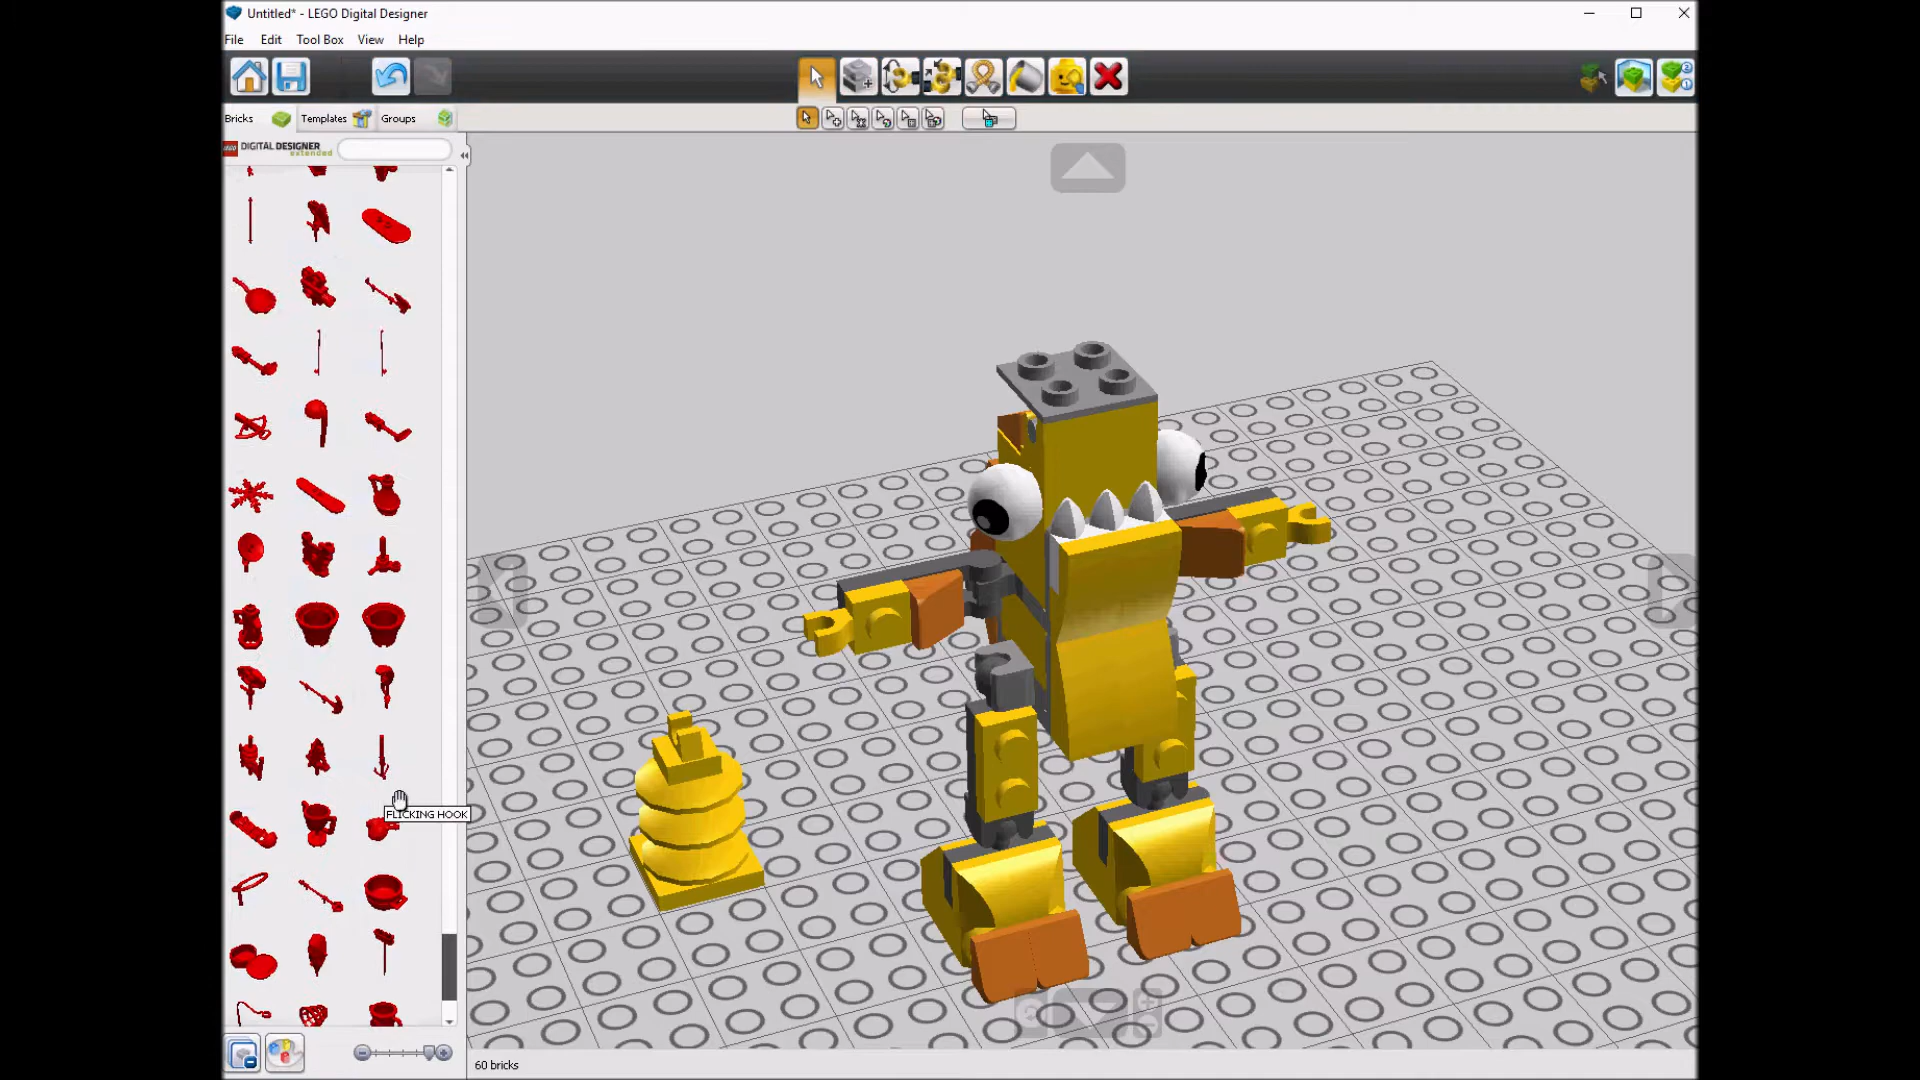 Untitled* - LEGO Digital Designer
File Edit Tool Box View Help
Bricks Templates Groups
LEGO DIGITAL DESIGNER
extended
FLICKING HOOK
60 bricks